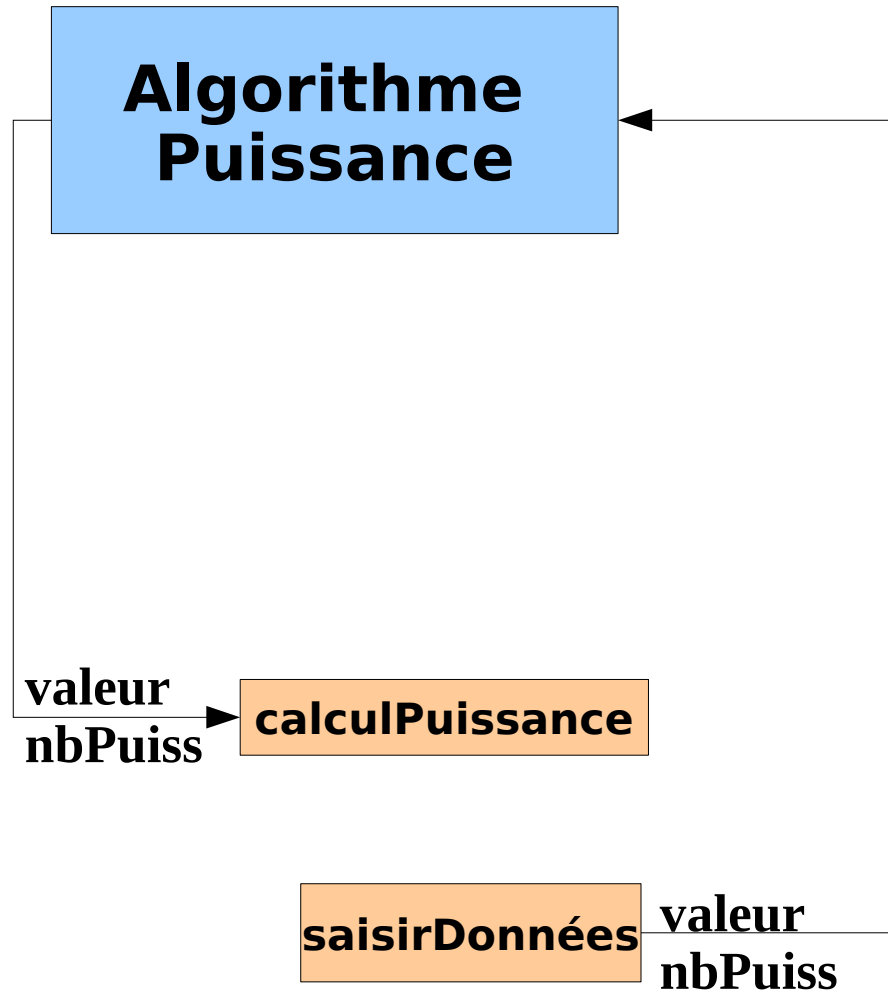 Algorithme
Puissance
valeur
nbPuiss
calculPuissance
saisirDonnées
valeur
nbPuiss